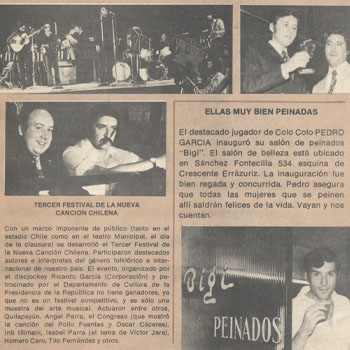 TERCER FESTIVAL DE LA NUEVA
CANCION CHILENA
Con un marco imponente de público (tanto en
estadio Chile como en el teatro Municipal, el día
de la clausura) se desarrolló el Tercer Festival de
la Nueva Canción Chilena. Participaron destacados
autores e intérpretes del género folklórico e inter-
nacional de nuestro país. El evento, organizado por
el discjockey Ricardo García (Corporación) y pa-
trocinado por el Departamento de Cultura de la
Presidencia de la República no tiene ganadores, ya
que no es un festival competitivo, y es sólo una
muestra del arte musical. Actuaron entre otros,
Quilapayún, Angel Parra, el Congreso (que mostró
la canción del Pollo Fuentes y Oscar Cáceres),
Inti Illimani, Isabel Parra (el tema de Víctor Jara),
Homero Caro, Tito Fernández y otros.
ELLAS MUY BIEN PEINADAS
El destacado jugador de Colo Colo PEDRO
GARCIA inauguró su salón de peinados
"Bigi". El salón de belleza está ubicado
en Sánchez Fontecilla 534 esquina de
Crescente Errázuriz. La inauguración fue
bien regada y concurrida. Pedro asegura
que todas las mujeres que se peinen
allí saldrán felices de la vida. Vayan y nos
cuentan.
Bigi
PEINADOS